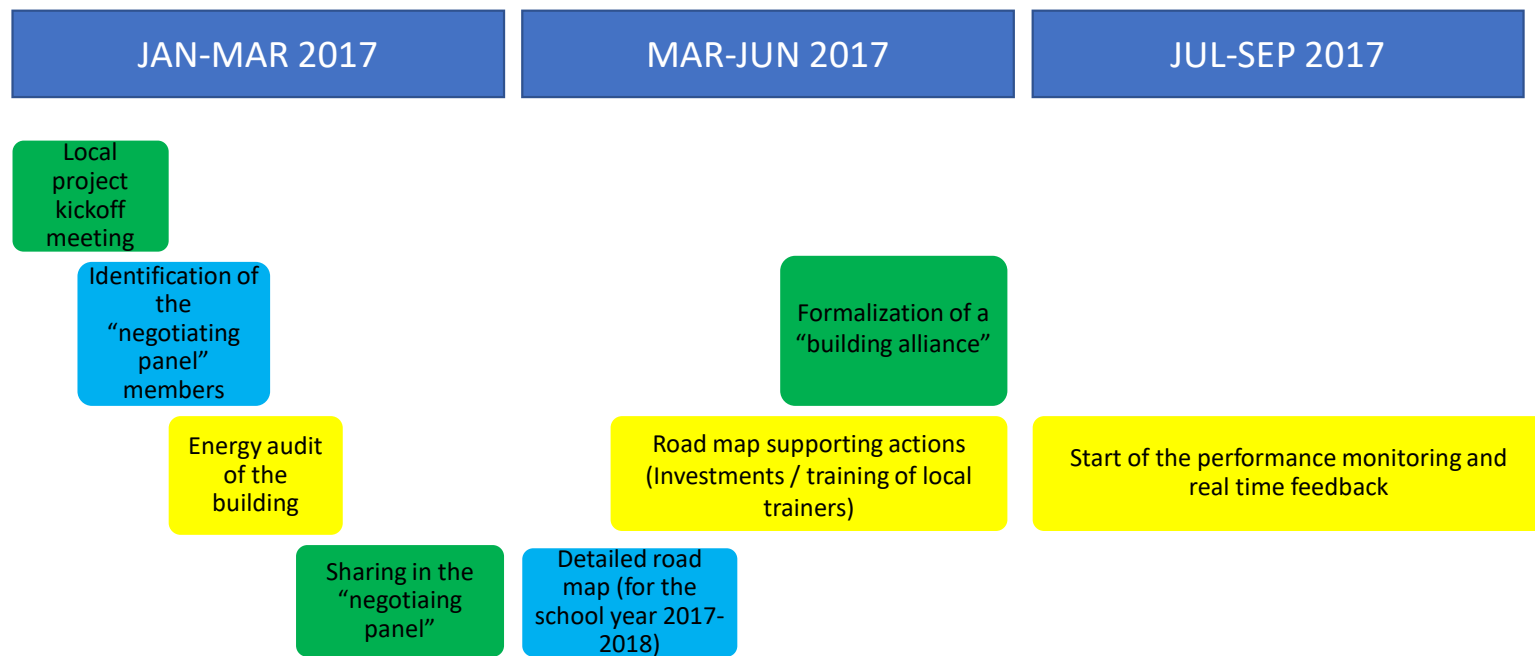 JAN-MAR 2017
MAR-JUN 2017
JUL-SEP 2017
Local
project
kickoff
meeting
Identification of
the
“negotiating
panel”
members
Formalization of a
“building alliance”
Energy audit
of the
building
Road map supporting actions
(Investments / training of local
trainers)
Start of the performance monitoring and
real time feedback
Sharing in the
“negotiaing
panel”
Detailed road
map (for the
school year 2017-
2018)